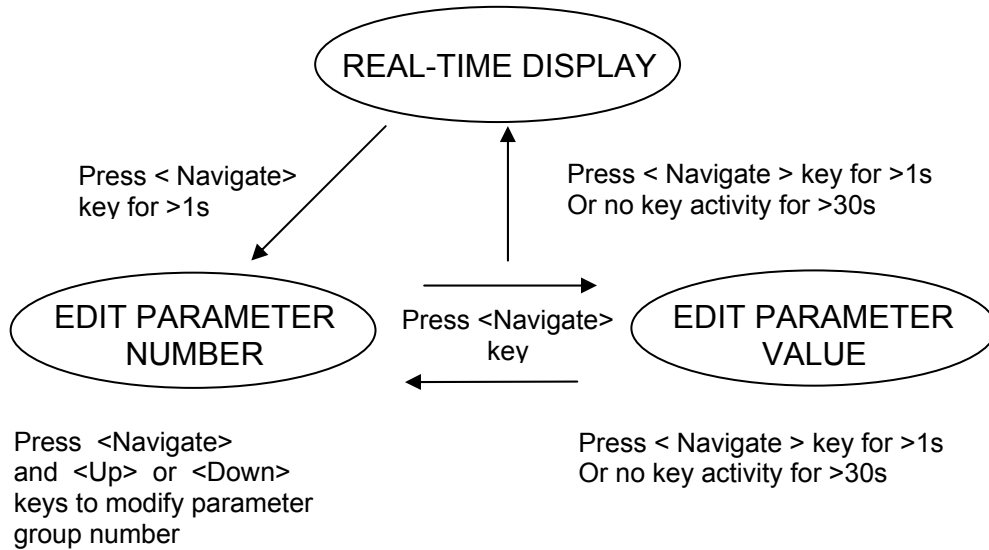 REAL-TIME DISPLAY
Press < Navigate>
key for >1s
Press < Navigate > key for >1s
Or no key activity for >30s
EDIT PARAMETER
NUMBER
Press <Navigate>
key
EDIT PARAMETER
VALUE
Press <Navigate>
and <Up> or <Down>
keys to modify parameter
group number
Press < Navigate > key for >1s
Or no key activity for >30s